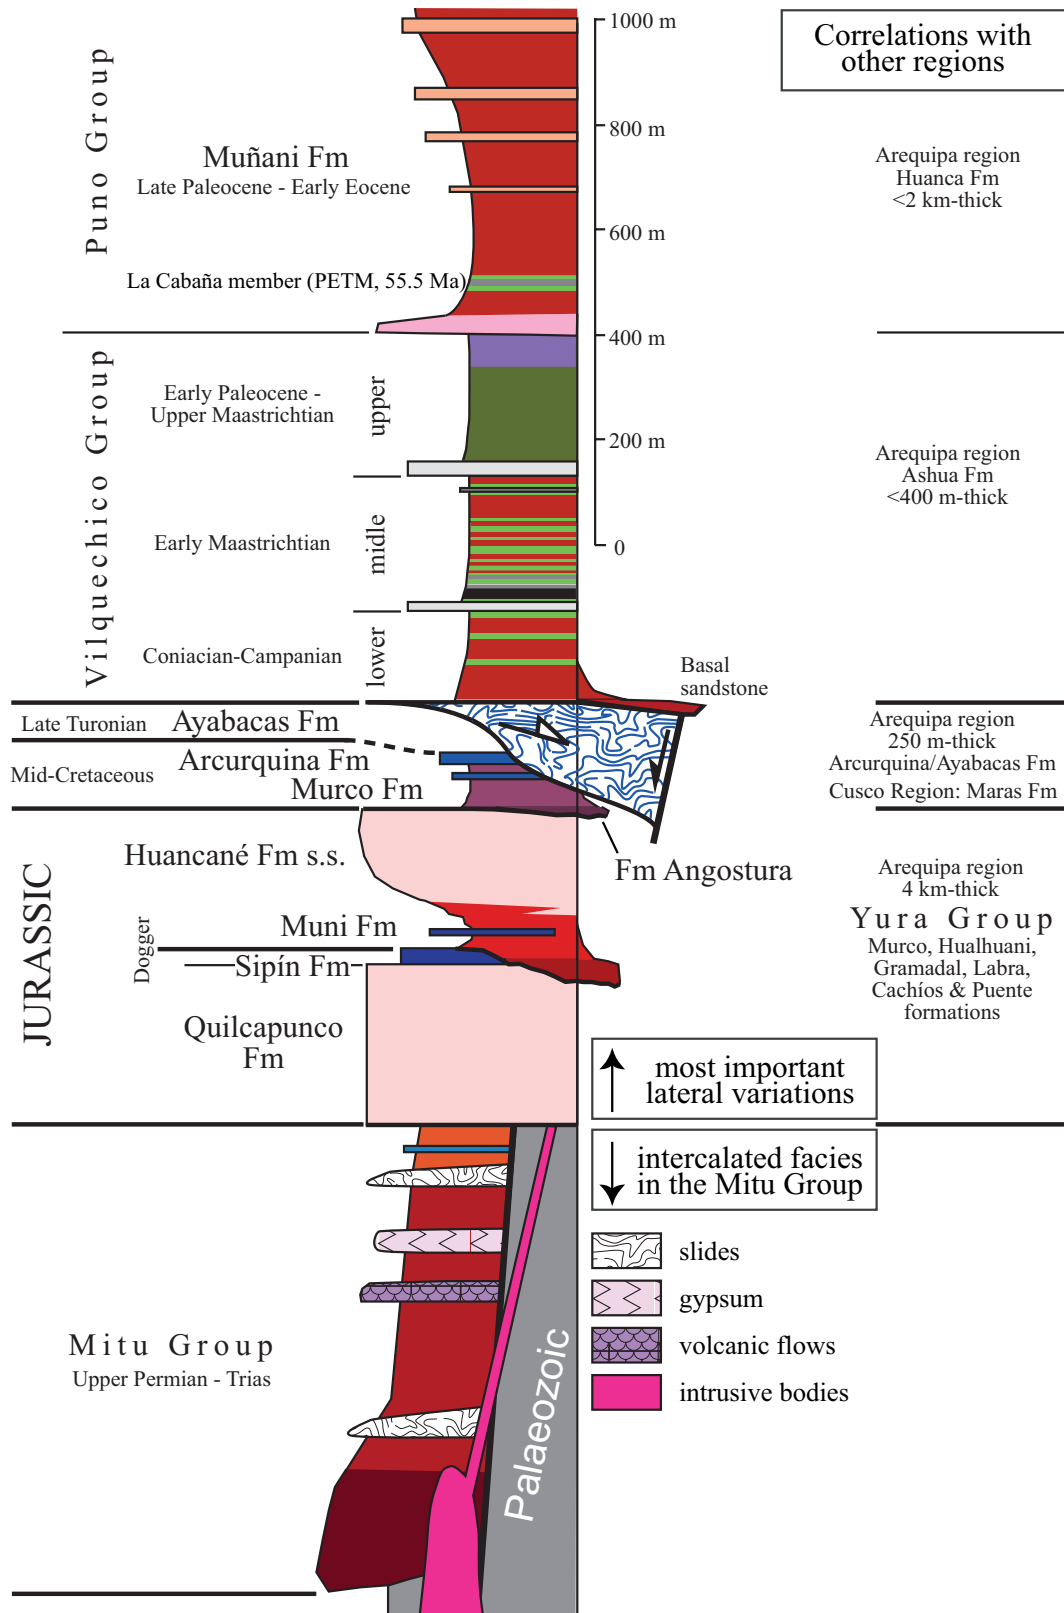 1000 m
Correlations with
other regions
Puno Group
800 m
Muñani Fm
Late Paleocene - Early Eocene
Arequipa region
Huanca Fm
<2 km-thick
600 m
La Cabaña member (PETM, 55.5 Ma)
400 m
Vilquechico Group
Early Paleocene -
Upper Maastrichtian
upper
200 m
Arequipa region
Ashua Fm
<400 m-thick
Early Maastrichtian
midle
0
Coniacian-Campanian
lower
Basal
sandstone
Late Turonian
Ayabacas Fm
Arcurquina Fm
Mid-Cretaceous
Murco Fm
Arequipa region
250 m-thick
Arcurquina/Ayabacas Fm
Cusco Region: Maras Fm
JURASSIC
Huancané Fm s.s.
Fm Angostura
Muni Fm
Dogger
Sipín Fm
Quilcapunco
Fm
Arequipa region
4 km-thick
Yura Group
Murco, Hualhuani,
Gramadal, Labra,
Cachíos & Puente
formations
most important
lateral variations
intercalated facies
in the Mitu Group
slides
gypsum
volcanic flows
intrusive bodies
Mitu Group
Upper Permian - Trias
Palaeozoic